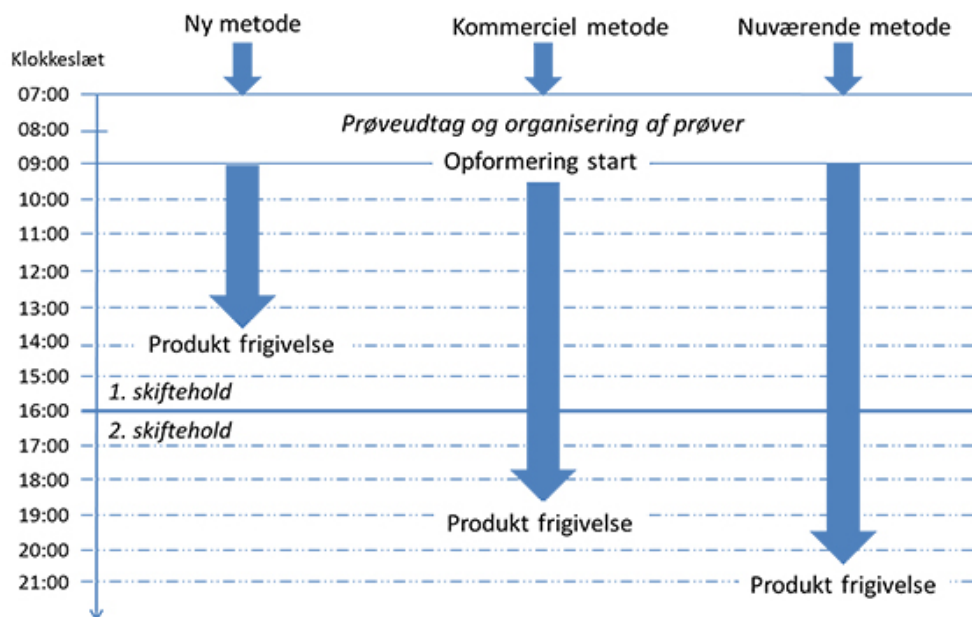 Ny metode
Kommerciel metode
Nuværende metode
Klokkeslæt
07:00
08:00
Prøveudtag og organisering af prøver
09:00
Opformering start
10:00
11:00
12:00
13:00
14:00
Produkt frigivelse
15:00
1. skiftehold
16:00
2. skiftehold
17:00
18:00
19:00
Produkt frigivelse
20:00
21:00
Produkt frigivelse